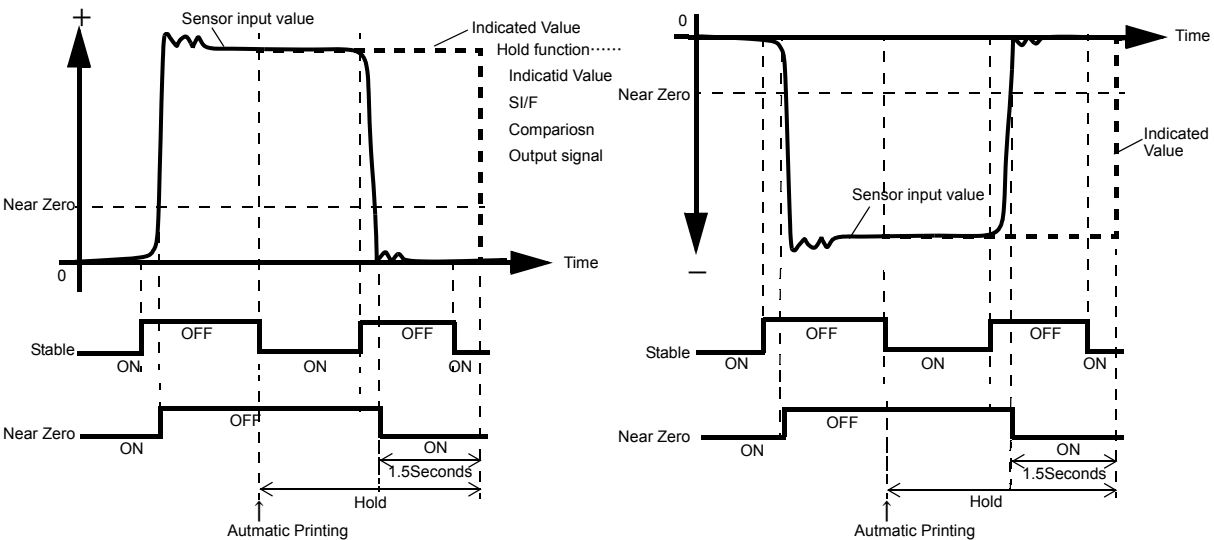 +
Sensor input value
Indicated Value
Hold function······
Indicatid Value
SI/F
Compariosn
Output signal
Near Zero
0
Time
Stable
OFF
OFF
ON
ON
ON
Near Zero
OFF
ON
ON
1.5Seconds
Hold
Autmatic Printing
0
Time
Near Zero
Indicated
Value
Sensor input value
−
Stable
OFF
OFF
ON
ON
ON
Near Zero
OFF
ON
ON
1.5Seconds
Hold
Autmatic Printing